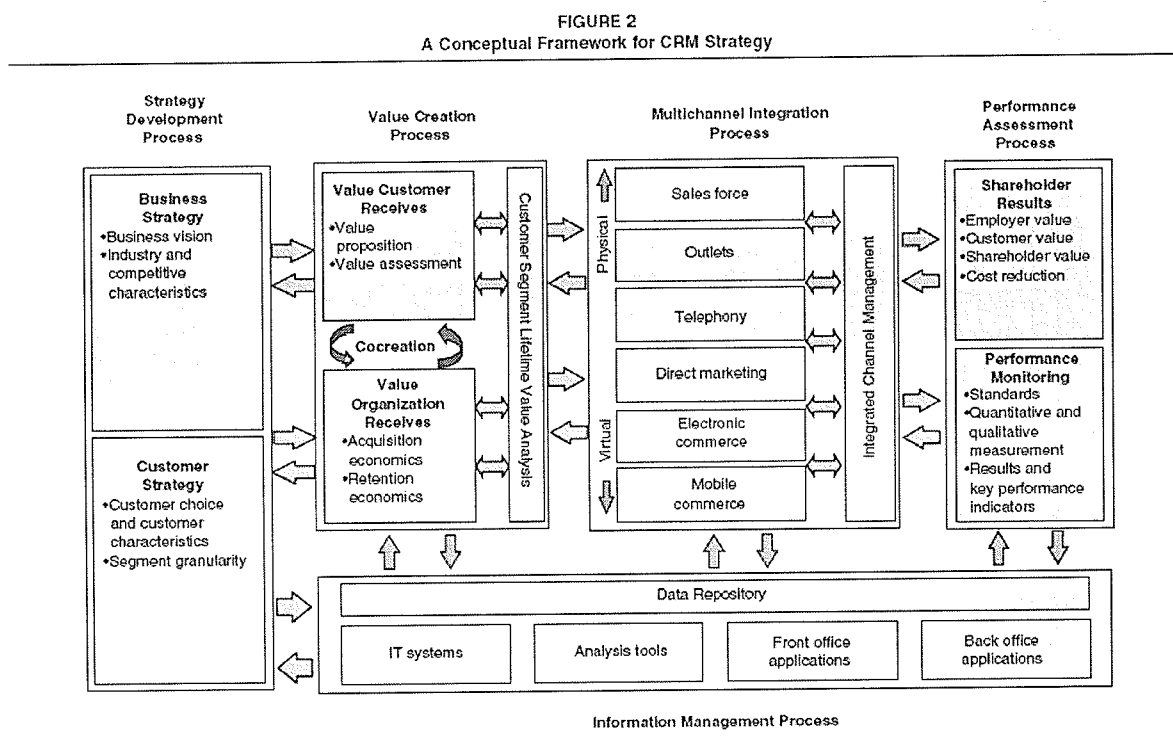 FIGURE 2
A Conceptual Framework for CRM Strategy
Strategy
Development
Process
Value Creation
Process
Multichannel Integration
Process
Performance
Assessment
Process
Business
Strategy
•Business vision
•Industry and
competitive
characteristics
Customer
Strategy
•Customer choice
and customer
characteristics
•Segment granularity
Value Customer
Receives
•Value
proposition
•Value assessment
Cocreation
Value
Organization
Receives
•Acquisition
economics
•Retention
economics
Customer Segment Lifetime Value Analysis
Physical
Virtual
Sales force
Outlets
Telephony
Direct marketing
Electronic
commerce
Mobile
commerce
Integrated Channel Management
Shareholder
Results
•Employer value
•Customer value
•Shareholder value
•Cost reduction
Performance
Monitoring
•Standards
•Quantitative and
qualitative
measurement
•Results and
key performance
indicators
Data Repository
IT systems
Analysis tools
Front office
applications
Back office
applications
Information Management Process